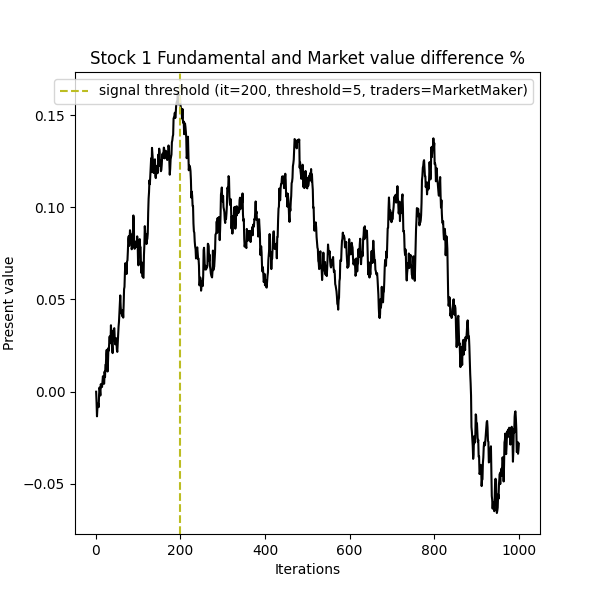 Stock 1 Fundamental and Market value difference %
signal threshold (it=200, threshold=5, traders=MarketMaker)
0.15
0.10
0.05
0.00
−0.05
Present value
0 200 400 600 800 1000
Iterations